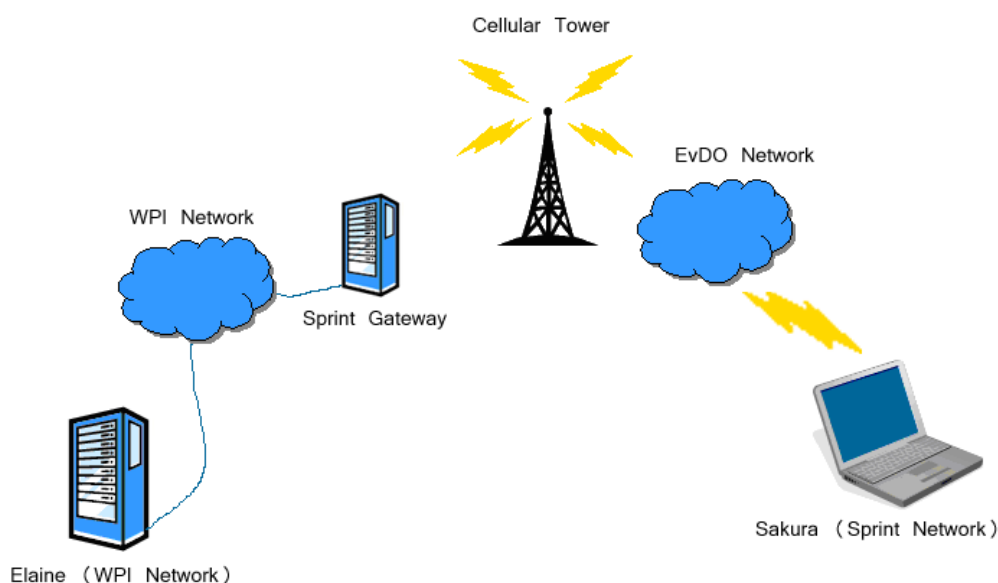 Cellular Tower
EvDO Network
WPI Network
Sprint Gateway
Sakura (Sprint Network)
Elaine (WPI Network)